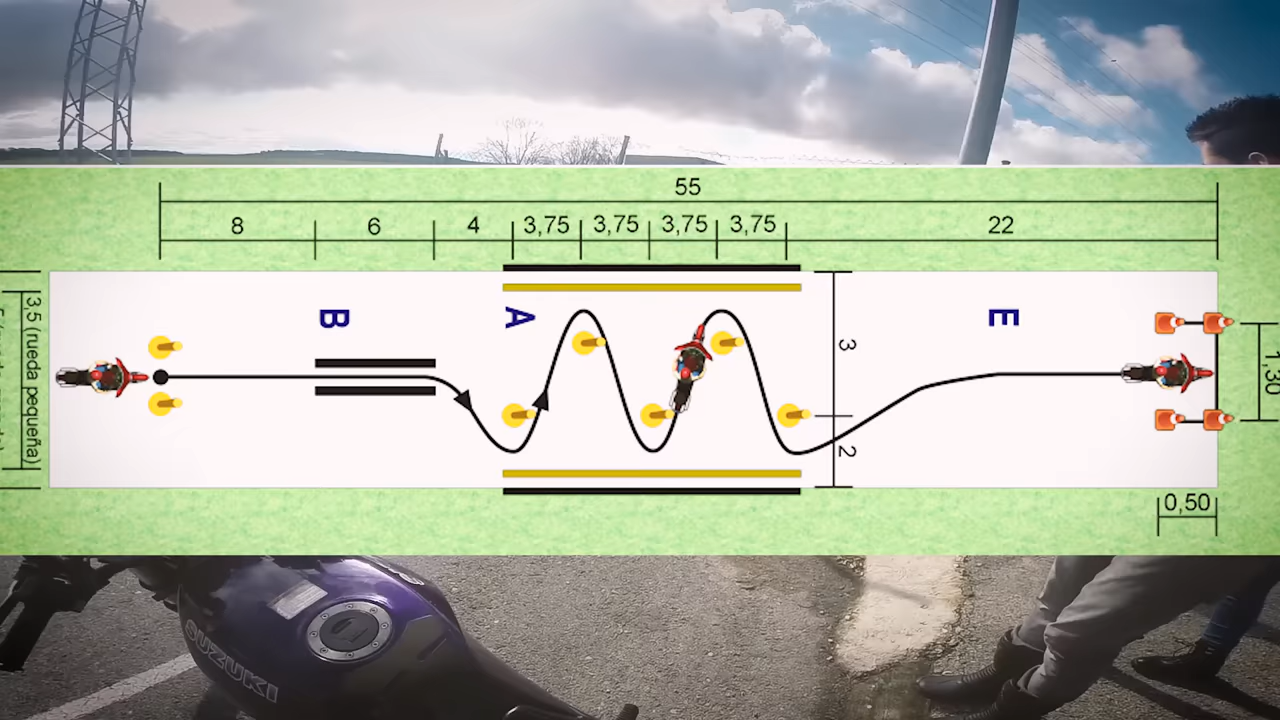 55
8 6 4 3,75 3,75 3,75 3,75 22
3,5 (rueda pequeña)
B
A
E
3
2
1,30
0,50
SUZUKI